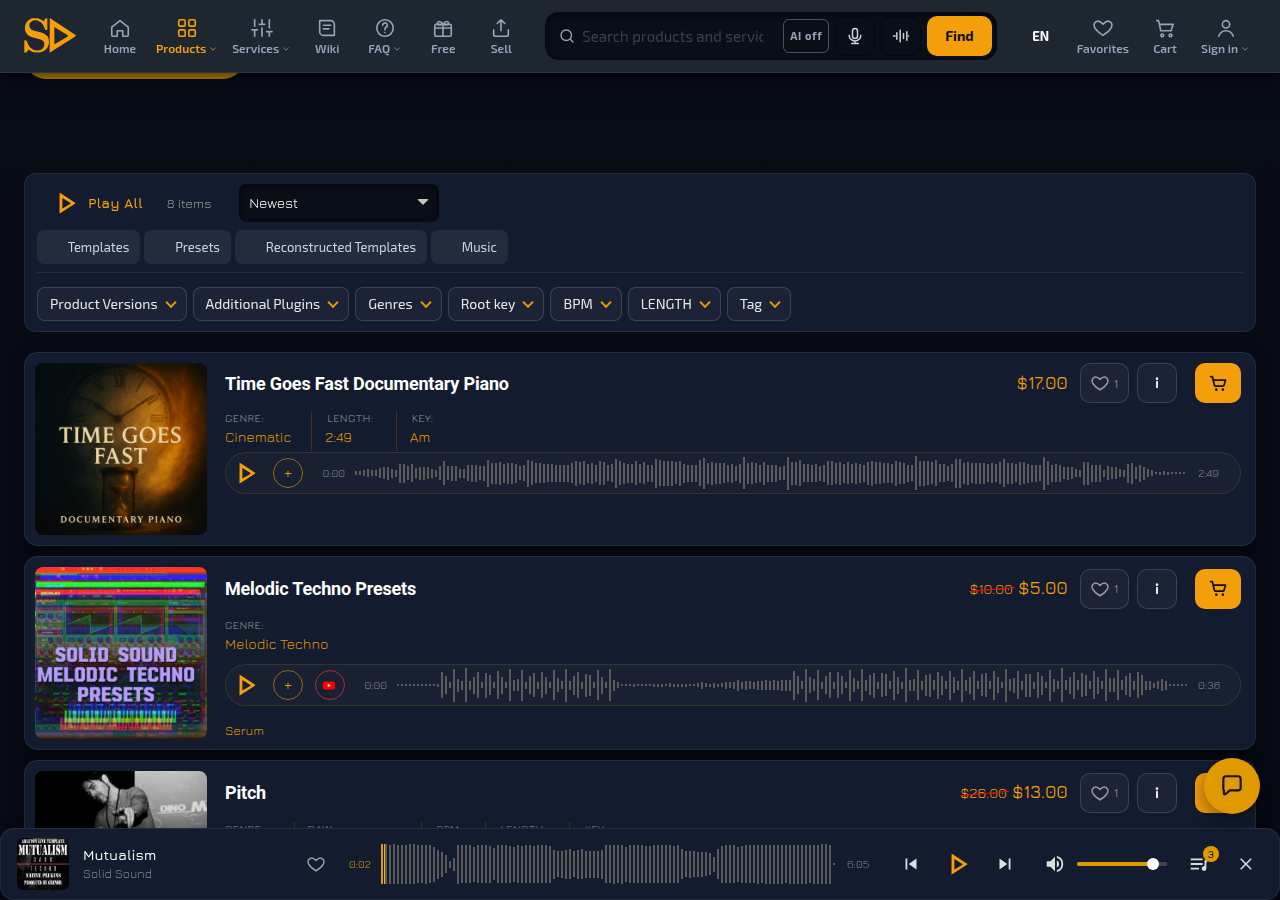 SD
Home
Products
Services
Wiki
FAQ
Free
Sell
Search products and servic
AI off
Find
EN
Favorites
Cart
Sign in
Play All
8 items
Newest
Templates
Presets
Reconstructed Templates
Music
Product Versions
Additional Plugins
Genres
Root key
BPM
LENGTH
Tag
TIME GOES
FAST
DOCUMENTARY PIANO
Time Goes Fast Documentary Piano
$17.00
1
i
GENRE:
Cinematic
LENGTH:
2:49
KEY:
Am
+
0:00
2:49
SOLID SOUND
MELODIC TECHNO
PRESETS
Melodic Techno Presets
$10.00 $5.00
1
i
GENRE:
Melodic Techno
+
0:00
0:36
Serum
DINO M
Pitch
$26.00 $13.00
1
i
MUTUALISM
Mutualism
Solid Sound
0:02
6:05
3